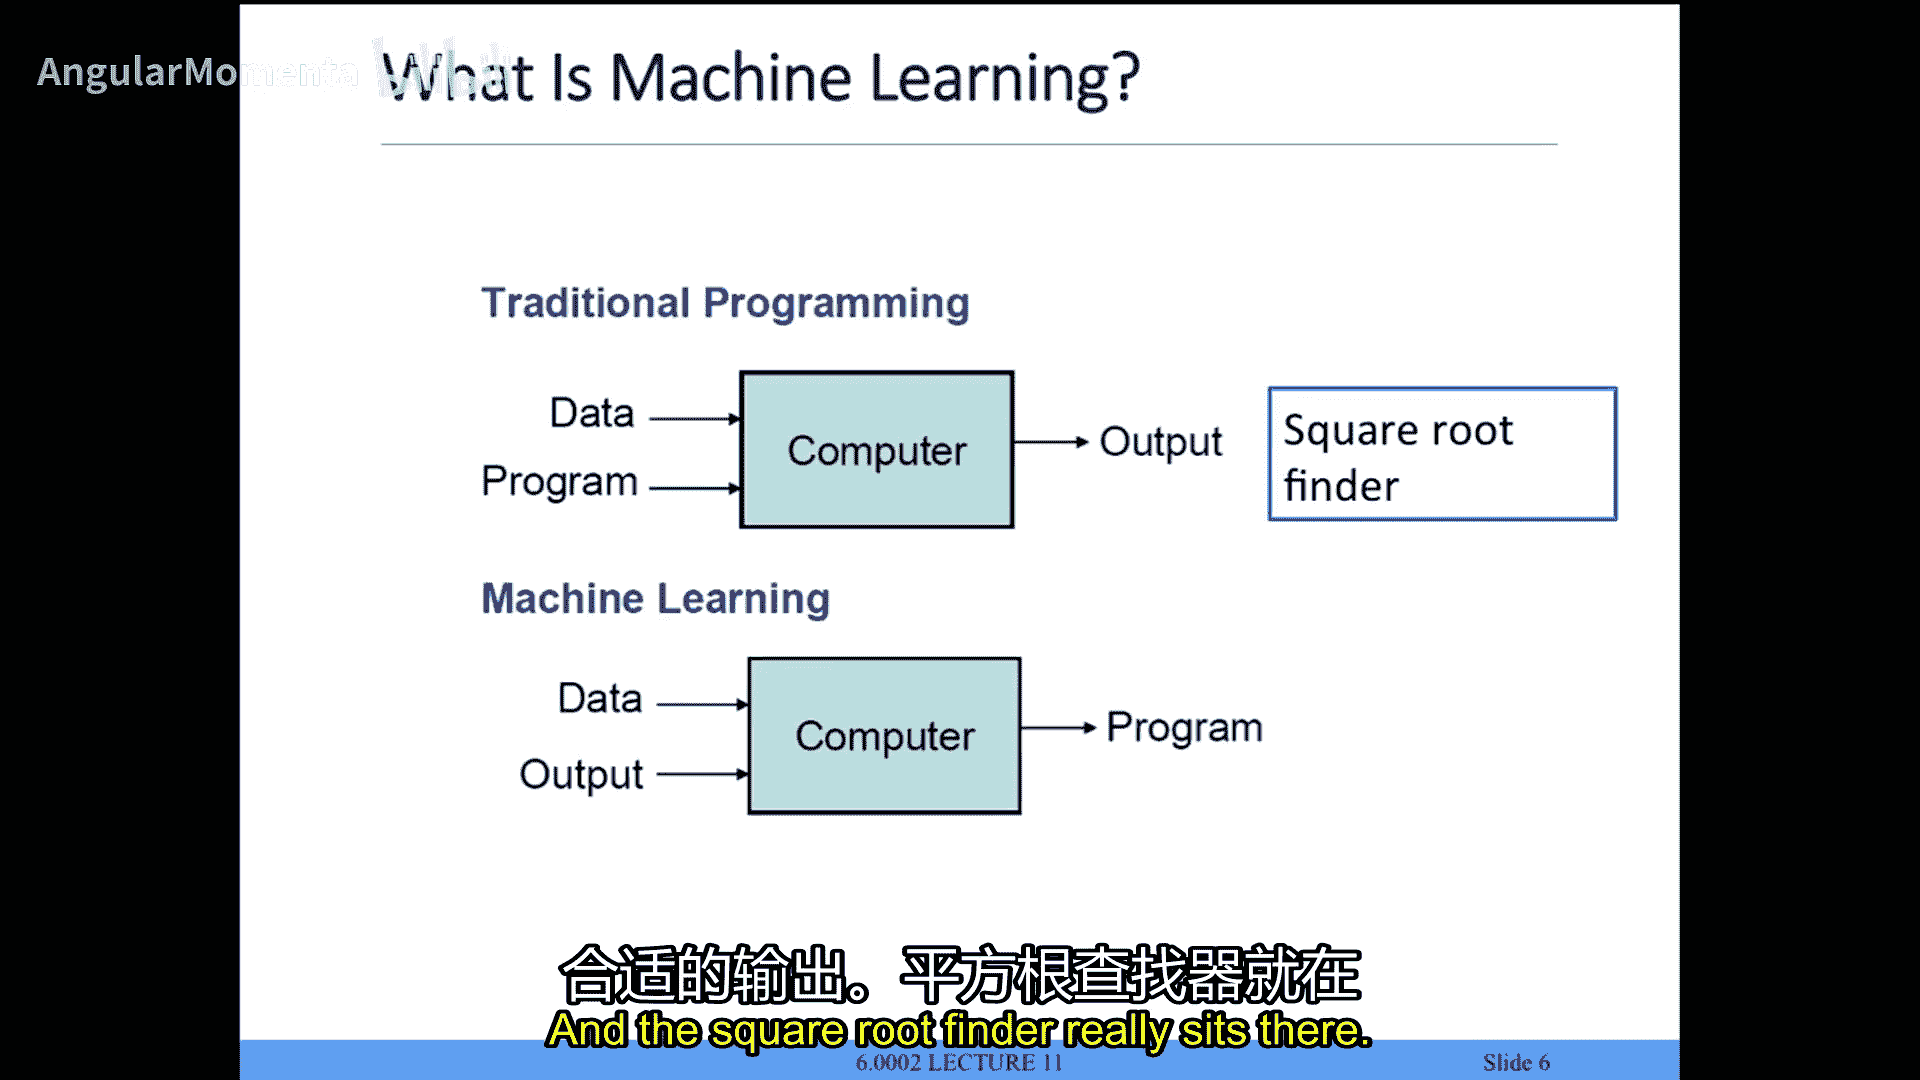 AngularMomenta
What Is Machine Learning?
Traditional Programming
Data
Program
Computer
Output
Square root
finder
Machine Learning
Data
Output
Computer
Program
合适的输出。平方根查找器就在
And the square root finder really sits there.
6.0002 LECTURE 11
Slide 6